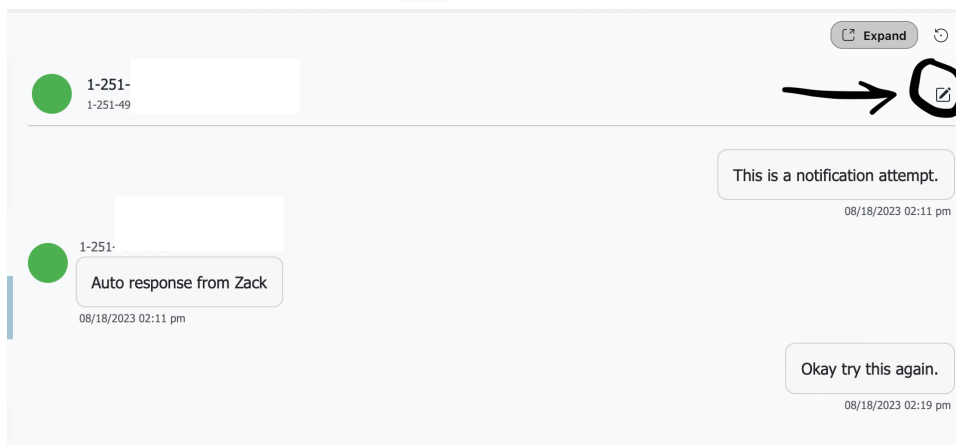 Expand
1-251-
1-251-49
This is a notification attempt.
08/18/2023 02:11 pm
1-251-
Auto response from Zack
08/18/2023 02:11 pm
Okay try this again.
08/18/2023 02:19 pm